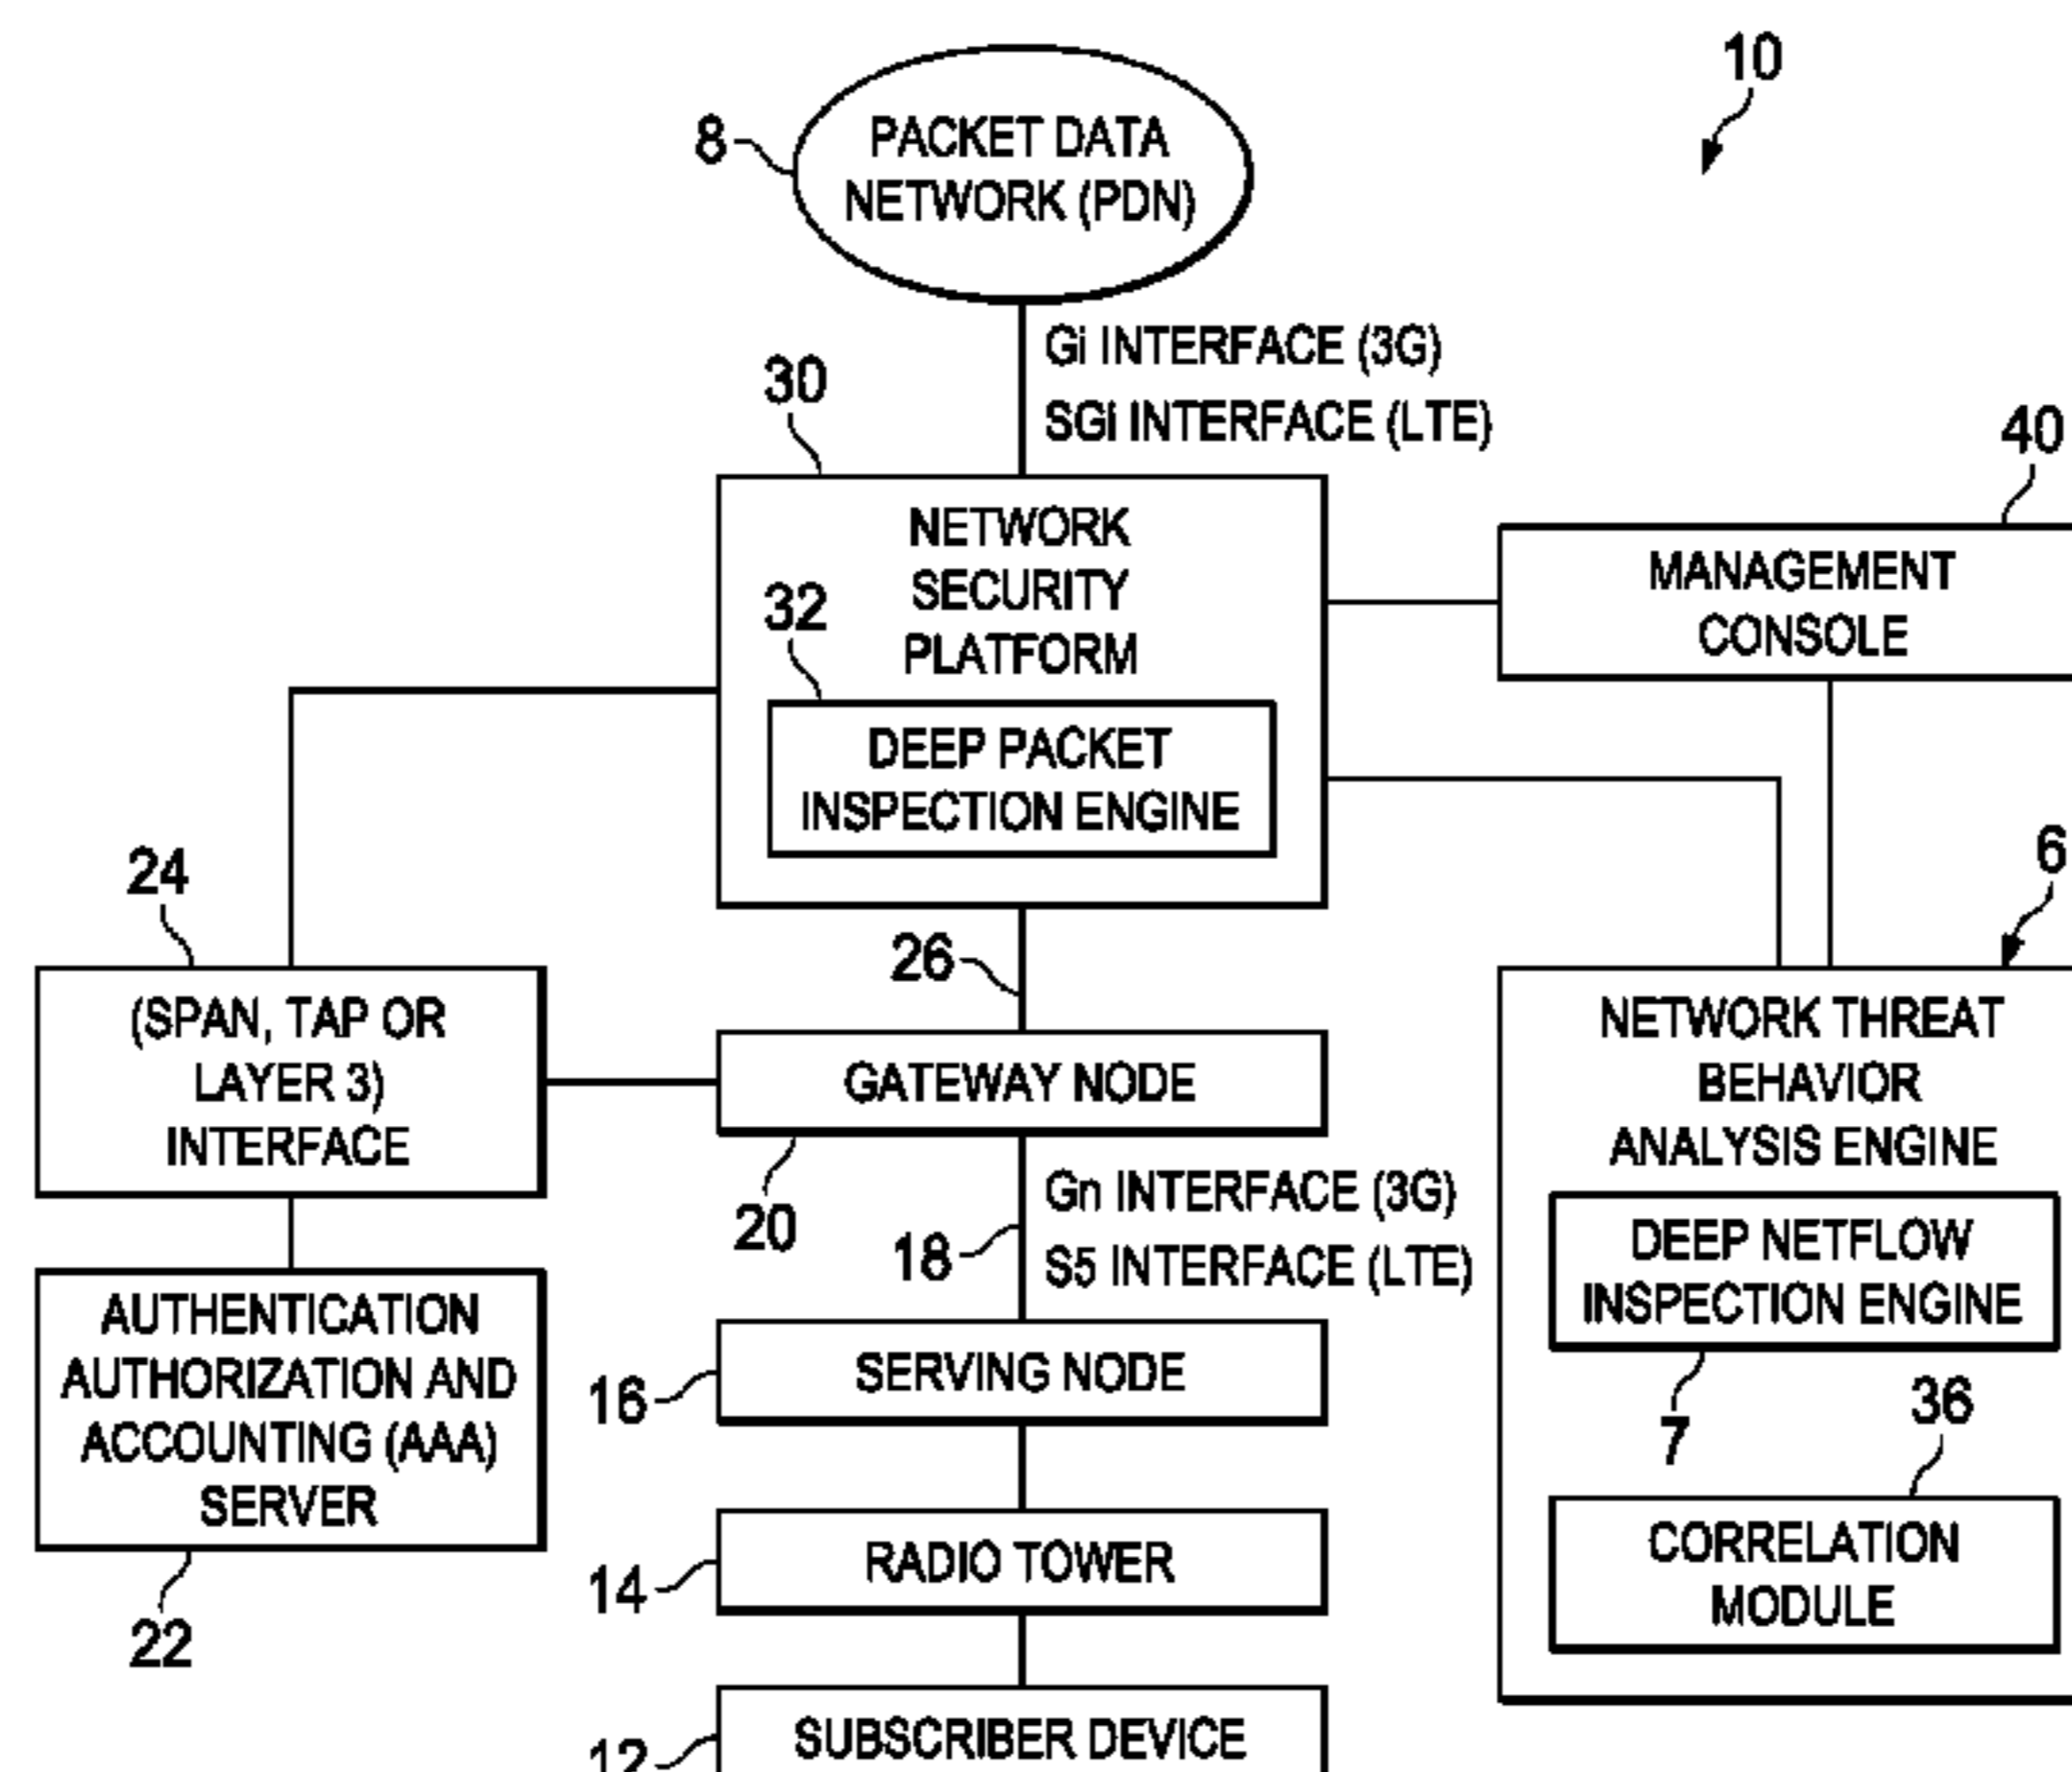 10
8
PACKET DATA
NETWORK (PDN)
Gi INTERFACE (3G)
SGi INTERFACE (LTE)
30
40
NETWORK
SECURITY
PLATFORM
MANAGEMENT
CONSOLE
32
DEEP PACKET
INSPECTION ENGINE
24
6
26
(SPAN, TAP OR
LAYER 3)
INTERFACE
GATEWAY NODE
NETWORK THREAT
BEHAVIOR
ANALYSIS ENGINE
20
18
Gn INTERFACE (3G)
S5 INTERFACE (LTE)
DEEP NETFLOW
INSPECTION ENGINE
7
36
AUTHENTICATION
AUTHORIZATION AND
ACCOUNTING (AAA)
SERVER
22
16
SERVING NODE
CORRELATION
MODULE
14
RADIO TOWER
12
SUBSCRIBER DEVICE